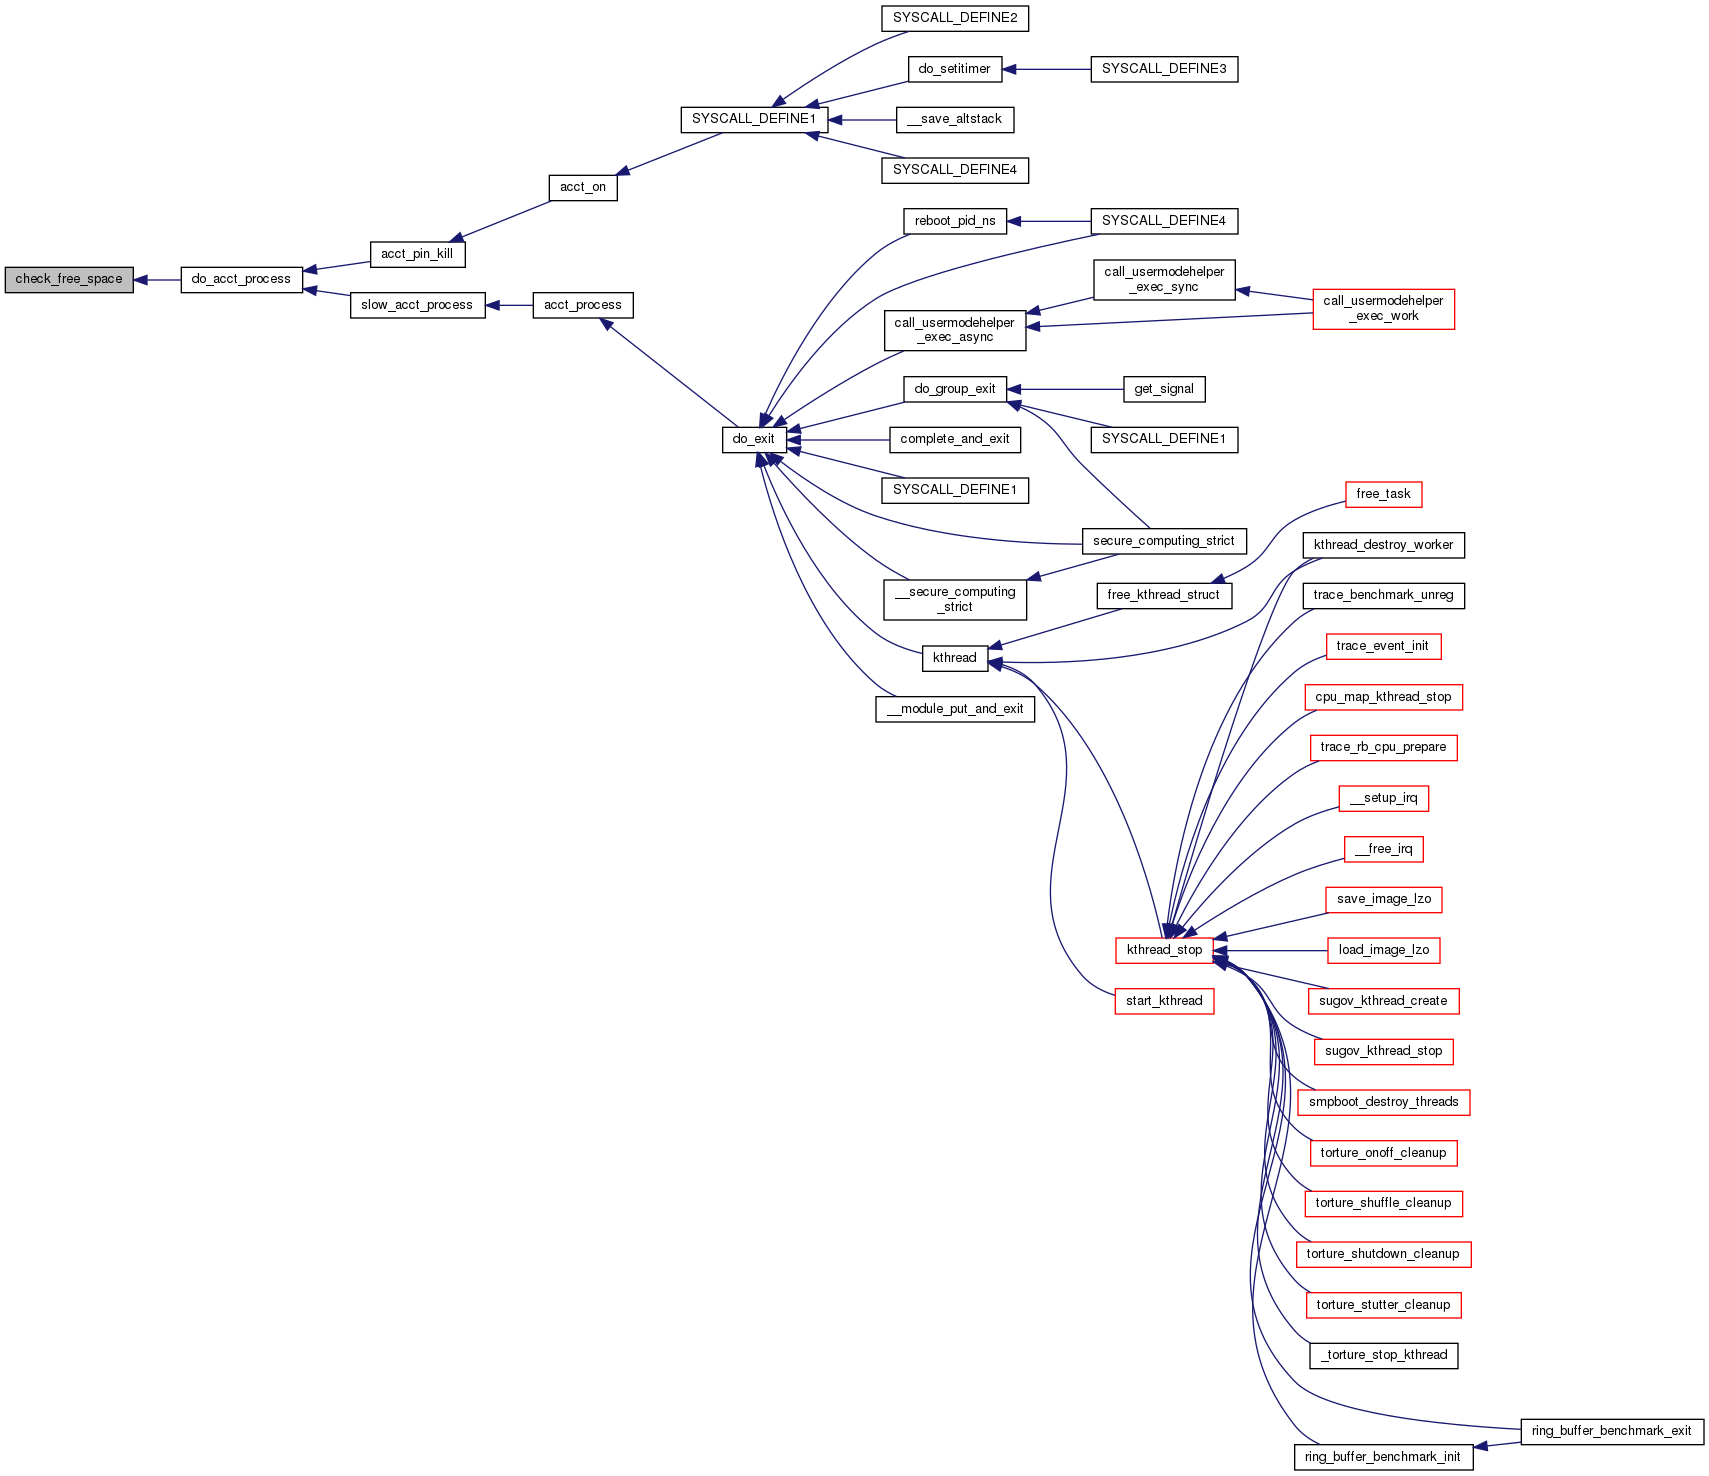 SYSCALL_DEFINE2
do_setitimer
SYSCALL_DEFINE3
SYSCALL_DEFINE1
__save_altstack
SYSCALL_DEFINE4
acct_on
reboot_pid_ns
SYSCALL_DEFINE4
acct_pin_kill
check_free_space
do_acct_process
slow_acct_process
acct_process
call_usermodehelper
_exec_sync
call_usermodehelper
_exec_work
call_usermodehelper
_exec_async
do_group_exit
get_signal
do_exit
complete_and_exit
SYSCALL_DEFINE1
SYSCALL_DEFINE1
free_task
secure_computing_strict
kthread_destroy_worker
__secure_computing
_strict
free_kthread_struct
trace_benchmark_unreg
kthread
trace_event_init
cpu_map_kthread_stop
__module_put_and_exit
trace_rb_cpu_prepare
__setup_irq
__free_irq
save_image_lzo
kthread_stop
load_image_lzo
start_kthread
sugov_kthread_create
sugov_kthread_stop
smpboot_destroy_threads
torture_onoff_cleanup
torture_shuffle_cleanup
torture_shutdown_cleanup
torture_stutter_cleanup
_torture_stop_kthread
ring_buffer_benchmark_exit
ring_buffer_benchmark_init